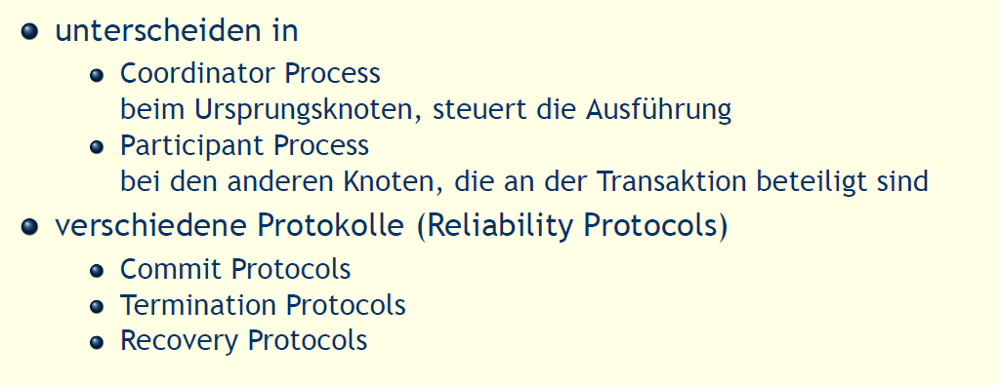 unterscheiden in
Coordinator Process
beim Ursprungsknoten, steuert die Ausführung
Participant Process
bei den anderen Knoten, die an der Transaktion beteiligt sind
verschiedene Protokolle (Reliability Protocols)
Commit Protocols
Termination Protocols
Recovery Protocols